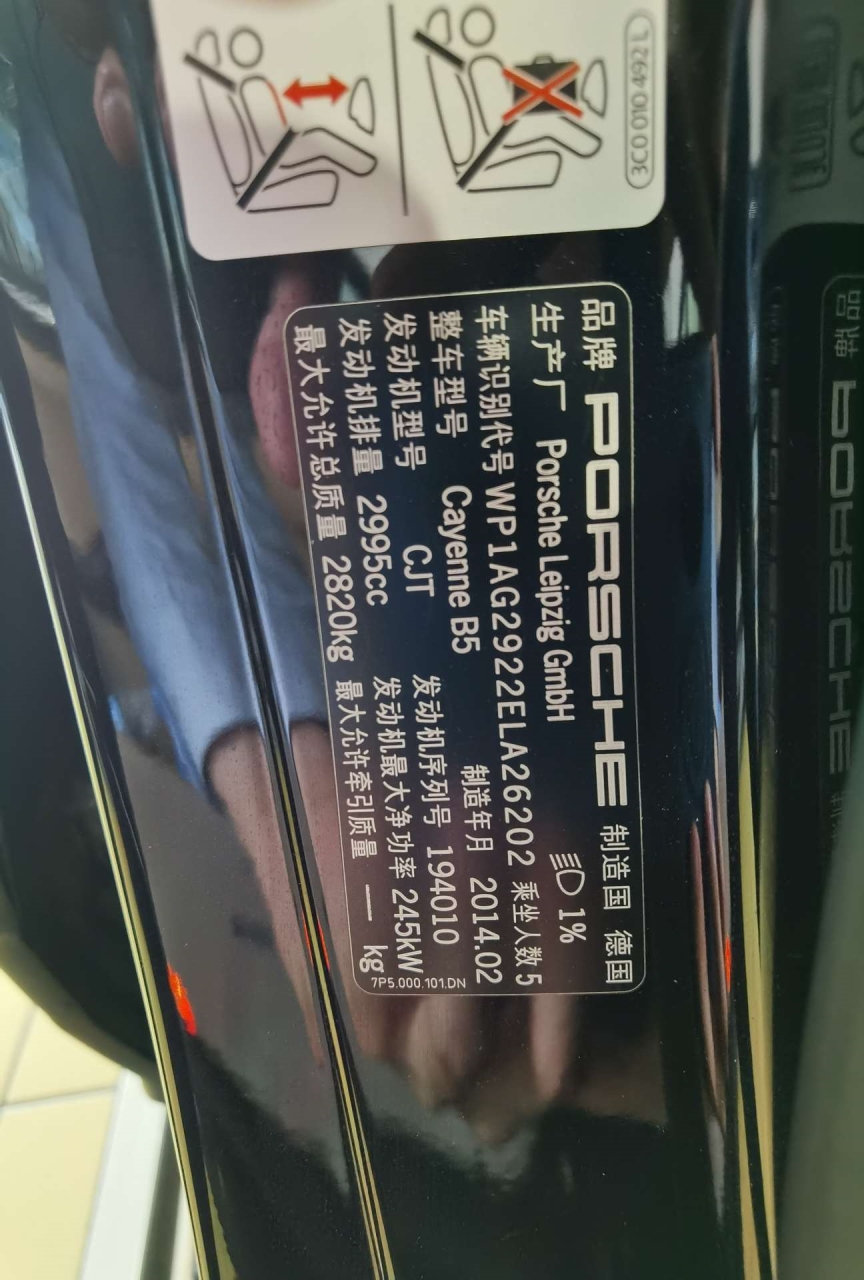 3C0 010 492 L
品牌 PORSCHE 制造国 德国
生产厂 Porsche Leipzig GmbH 1%
车辆识别代号 WP1AG2922ELA26202 乘坐人数 5
整车型号 Cayenne B5 制造年月 2014.02
发动机型号 CJT 发动机序列号 194010
发动机排量 2995cc 发动机最大净功率 245kW
最大允许总质量 2820kg 最大允许牵引质量 — kg
7P5.000.101.DN